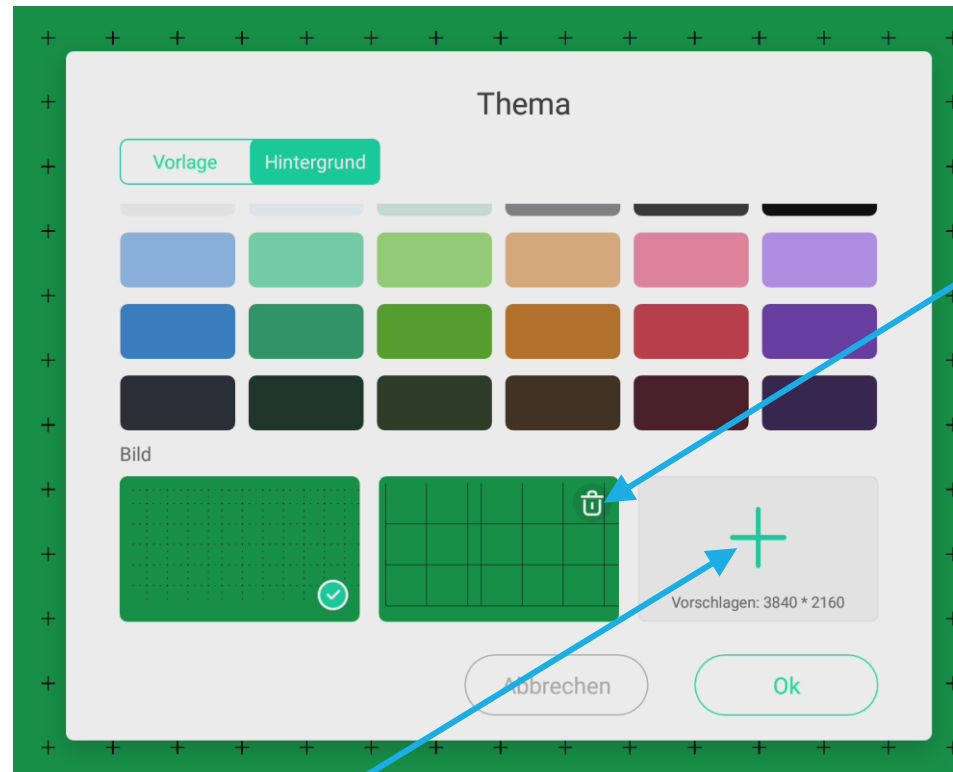 Thema
Vorlage Hintergrund
Bild
Vorschlagen: 3840 * 2160
Abbrechen Ok